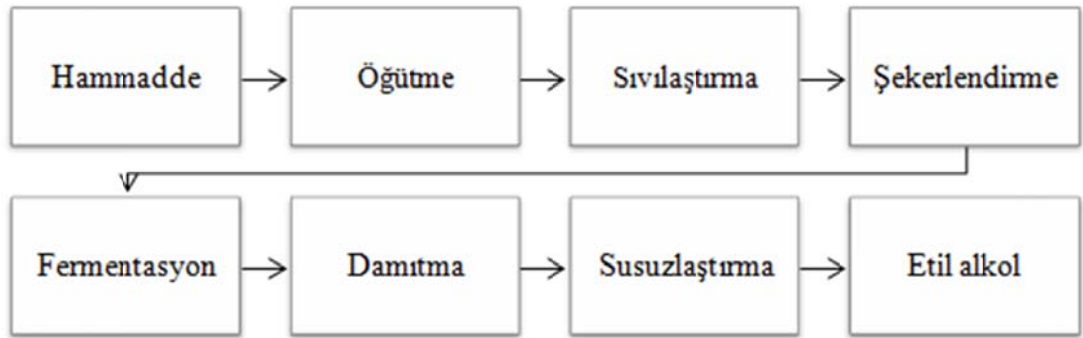 Hammadde
Öğütme
Sıvılaştırma
Şekerlendirme
Fermentasyon
Damıtma
Susuzlaştırma
Etil alkol